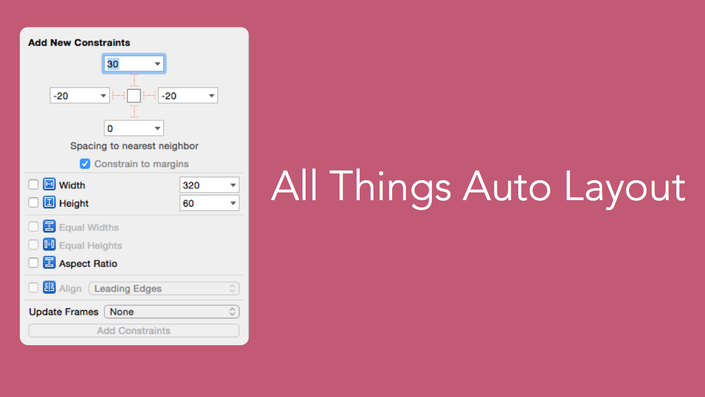 Add New Constraints
30
-20
-20
0
Spacing to nearest neighbor
Constrain to margins
Width 320
Height 60
Equal Widths
Equal Heights
Aspect Ratio
Align Leading Edges
Update Frames None
Add Constraints
All Things Auto Layout